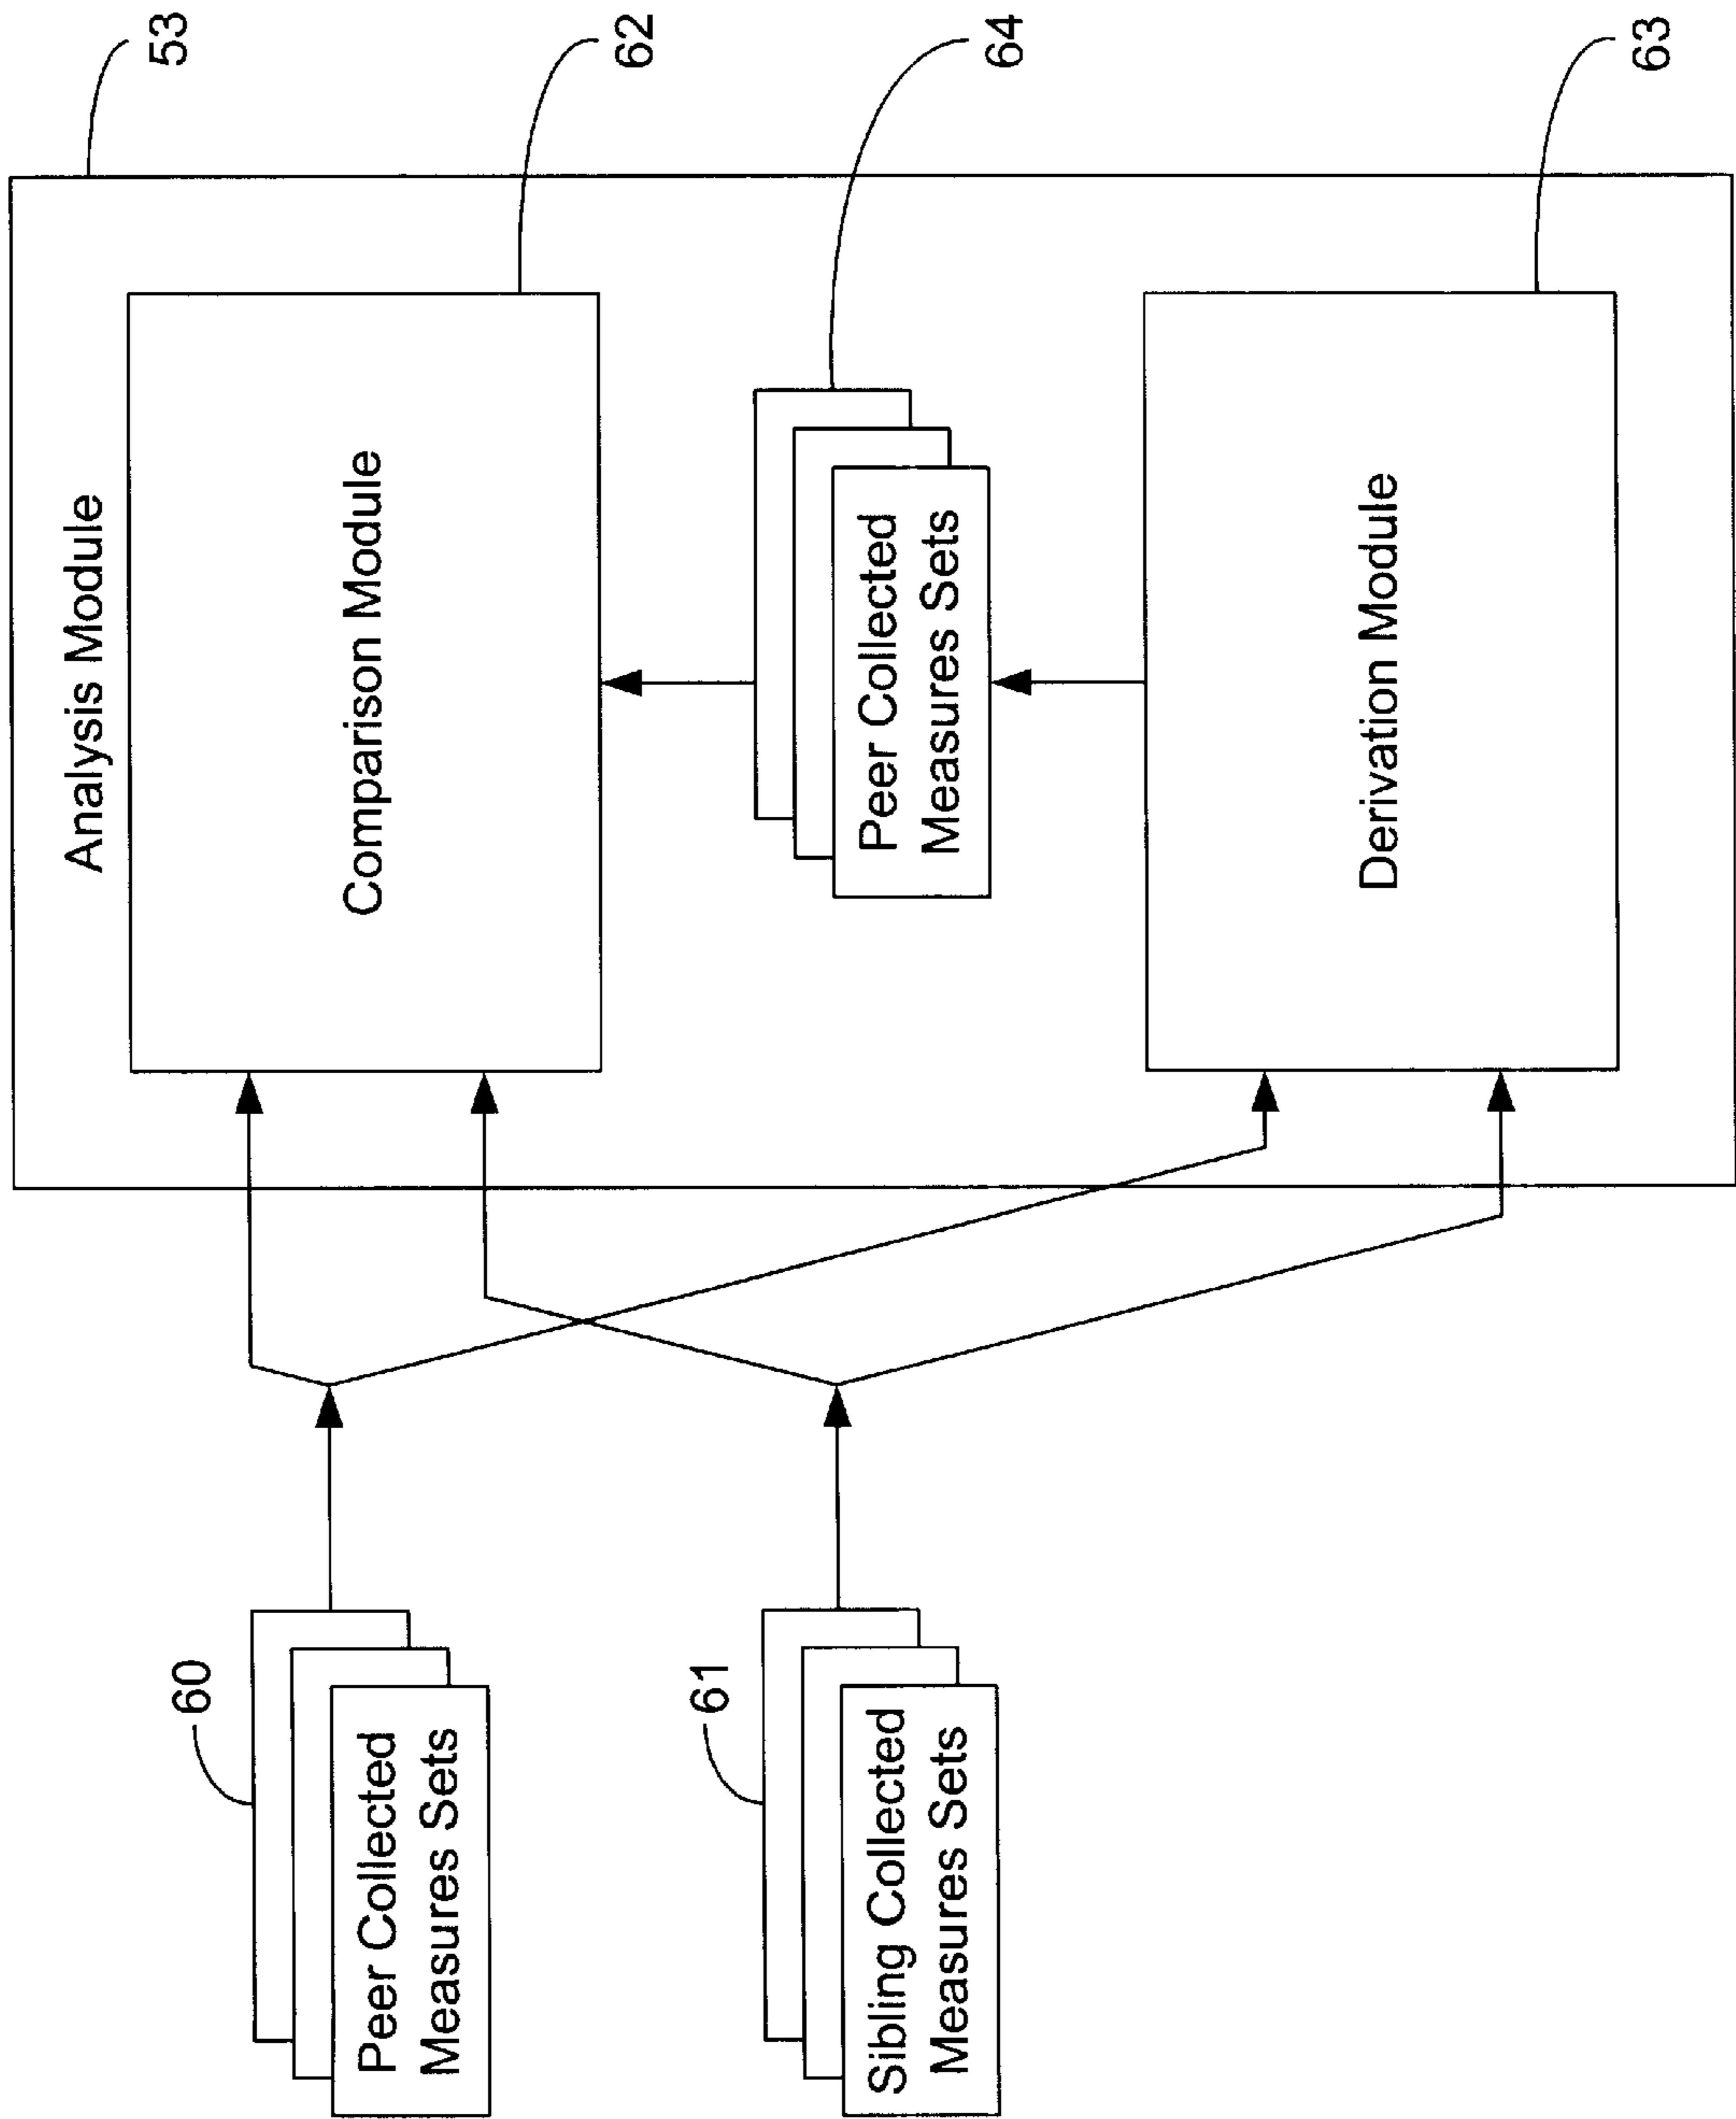 53
Analysis Module
Comparison Module
62
60
Peer Collected
Measures Sets
64
Peer Collected
Measures Sets
61
Sibling Collected
Measures Sets
Derivation Module
63